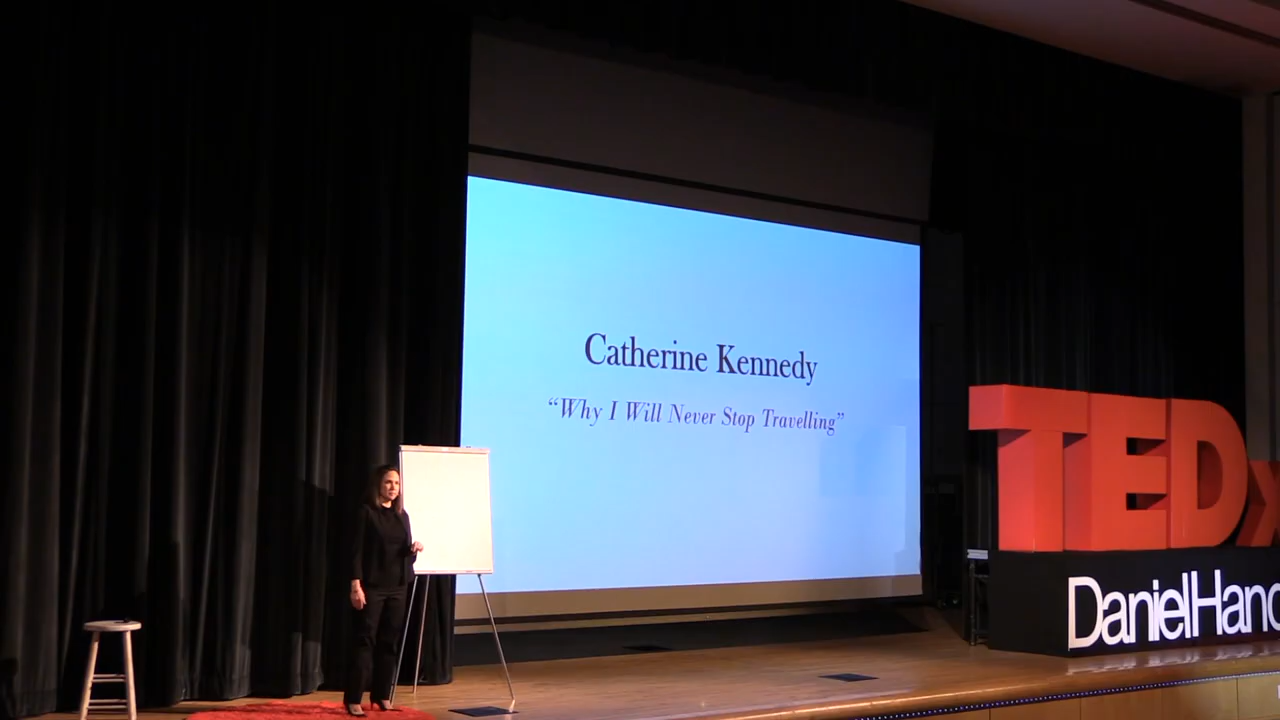 Catherine Kennedy
“Why I Will Never Stop Travelling”
TEDx
DanielHand